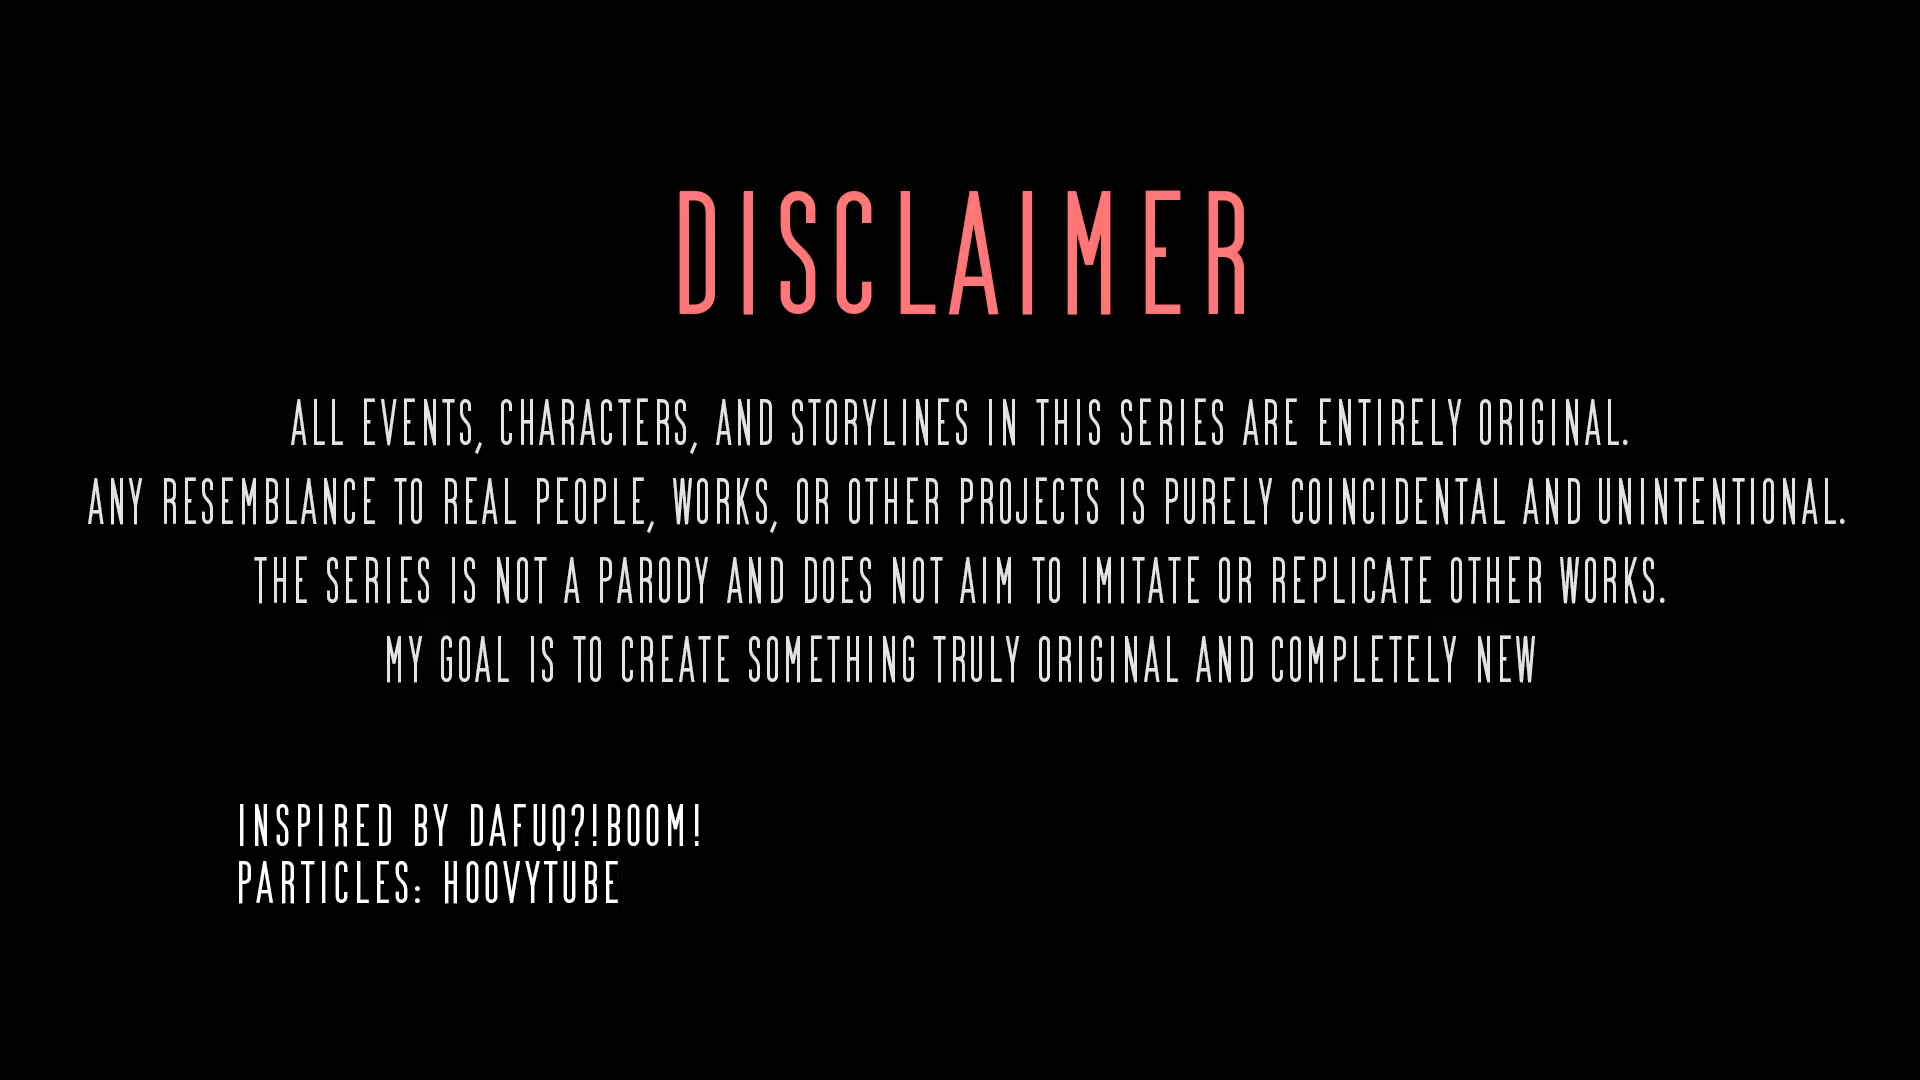 DISCLAIMER
ALL EVENTS, CHARACTERS, AND STORYLINES IN THIS SERIES ARE ENTIRELY ORIGINAL.
ANY RESEMBLANCE TO REAL PEOPLE, WORKS, OR OTHER PROJECTS IS PURELY COINCIDENTAL AND UNINTENTIONAL.
THE SERIES IS NOT A PARODY AND DOES NOT AIM TO IMITATE OR REPLICATE OTHER WORKS.
MY GOAL IS TO CREATE SOMETHING TRULY ORIGINAL AND COMPLETELY NEW
INSPIRED BY DAFUQ?!BOOM!
PARTICLES: HOOVYTUBE